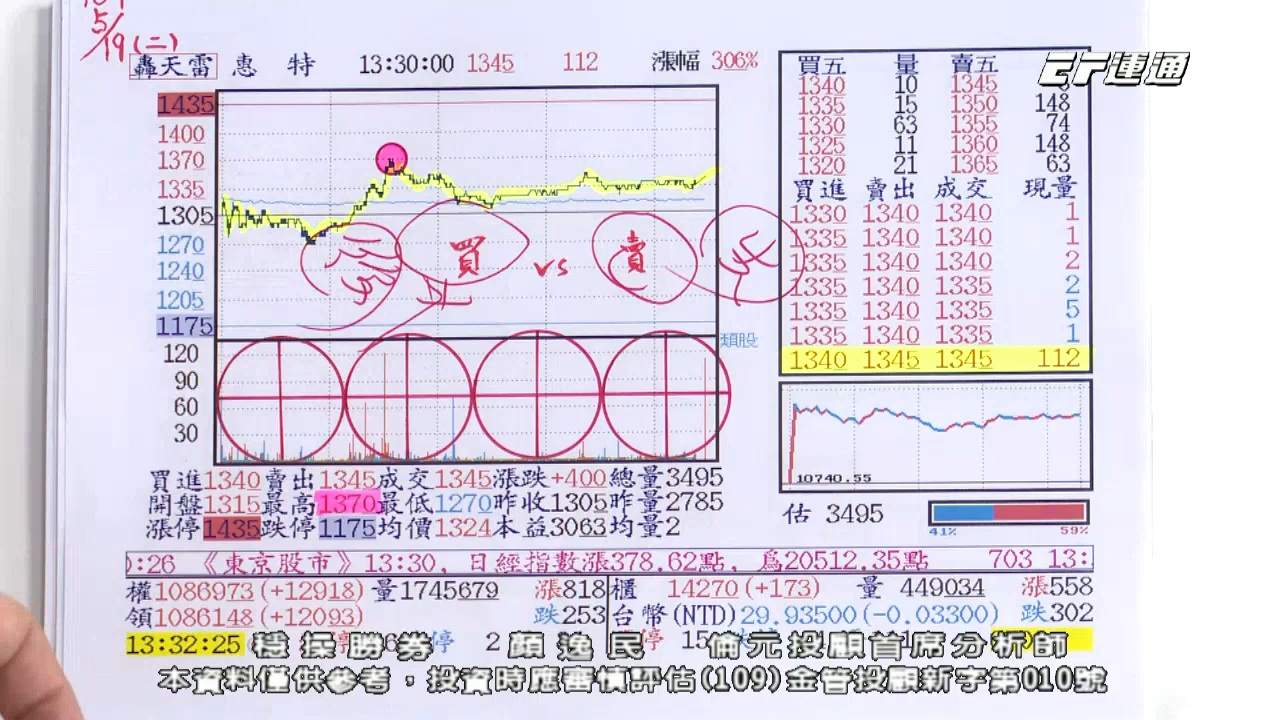 5/19(二)
轟天雷 惠特 13:30:00 1345 112 漲幅 306%
ET運通
1435
1400
1370
1335
1305
1270
1240
1205
1175
120
90
60
30
買 vs 賣
類股
買五 量 賣五
1340 10 1345
1335 15 1350 148
1330 63 1355 74
1325 11 1360 148
1320 21 1365 63
買進 賣出 成交 現量
1330 1340 1340 1
1335 1340 1340 1
1335 1340 1340 2
1335 1340 1335 2
1335 1340 1335 5
1335 1340 1335 1
1340 1345 1345 112
10740.55
估 3495
41% 59%
買進1340賣出1345成交1345漲跌+400總量3495
開盤1315最高1370最低1270昨收1305昨量2785
漲停1435跌停1175均價1324本益3063均量2
0:26 《東京股市》13:30, 日經指數漲378.62點, 為20512.35點 703 13:
權1086973(+12918) 量1745679 漲818 櫃 14270(+173) 量 449034 漲558
領1086148(+12093) 跌253 台幣(NTD)29.93500(-0.03300) 跌302
13:32:25
穩操勝券 顏逸民 倫元投顧首席分析師
本資料僅供參考，投資時應審慎評估(109)金管投顧新字第010號